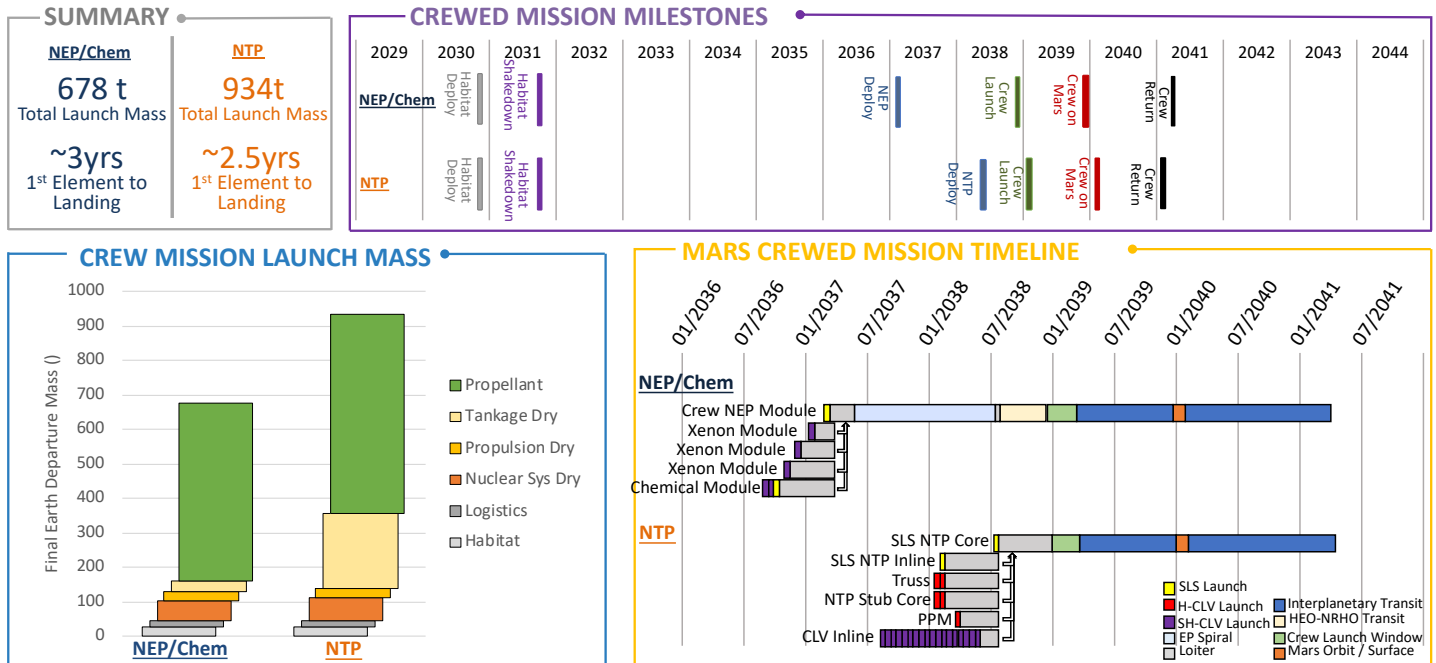 SUMMARY
NEP/Chem
678 t
Total Launch Mass
~3yrs
1st Element to
Landing
NTP
934t
Total Launch Mass
~2.5yrs
1st Element to
Landing
CREWED MISSION MILESTONES
2029 2030 2031 2032 2033 2034 2035 2036 2037 2038 2039 2040 2041 2042 2043 2044
NEP/Chem
Habitat
Deploy
Habitat
Shakedown
NEP
Deploy
Crew
Launch
Crew on
Mars
Crew
Return
NTP
Habitat
Deploy
Habitat
Shakedown
NTP
Deploy
Crew
Launch
Crew on
Mars
Crew
Return
CREW MISSION LAUNCH MASS
Final Earth Departure Mass ()
1000
900
800
700
600
500
400
300
200
100
0
NEP/Chem NTP
Propellant
Tankage Dry
Propulsion Dry
Nuclear Sys Dry
Logistics
Habitat
MARS CREWED MISSION TIMELINE
01/2036 07/2036 01/2037 07/2037 01/2038 07/2038 01/2039 07/2039 01/2040 07/2040 01/2041 07/2041
NEP/Chem
Crew NEP Module
Xenon Module
Xenon Module
Xenon Module
Chemical Module
NTP
SLS NTP Core
SLS NTP Inline
Truss
NTP Stub Core
PPM
CLV Inline
SLS Launch
H-CLV Launch
SH-CLV Launch
EP Spiral
Loiter
Interplanetary Transit
HEO-NRHO Transit
Crew Launch Window
Mars Orbit / Surface